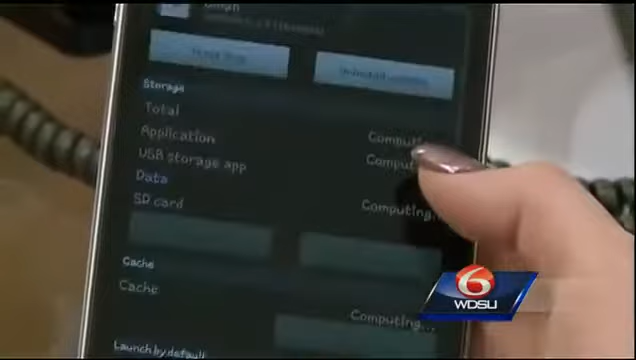 Storage
Total Computing
Application Comput
USB storage app
Data Computing...
SD card
Cache
Cache Computing...
Launch by default
6
WDSU